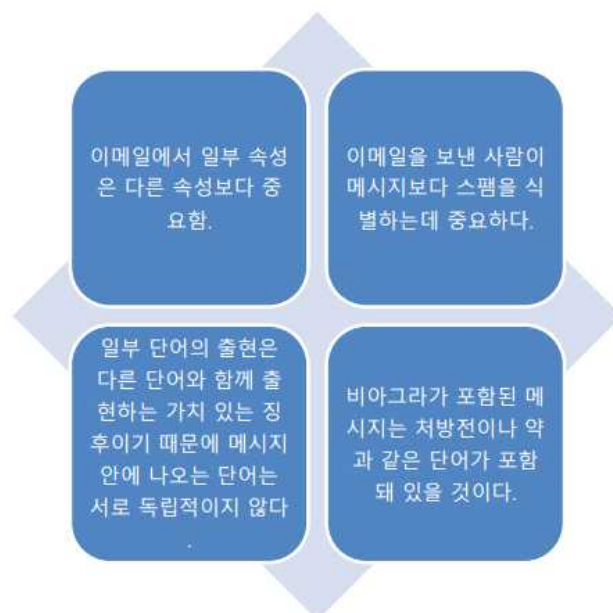 이메일에서 일부 속성
은 다른 속성보다 중
요함.
이메일을 보낸 사람이
메시지보다 스팸을 식
별하는데 중요하다.
일부 단어의 출현은
다른 단어와 함께 출
현하는 가치 있는 징
후이기 때문에 메시지
안에 나오는 단어는
서로 독립적이지 않다
.
비아그라가 포함된 메
시지는 처방전이나 약
과 같은 단어가 포함
돼 있을 것이다.